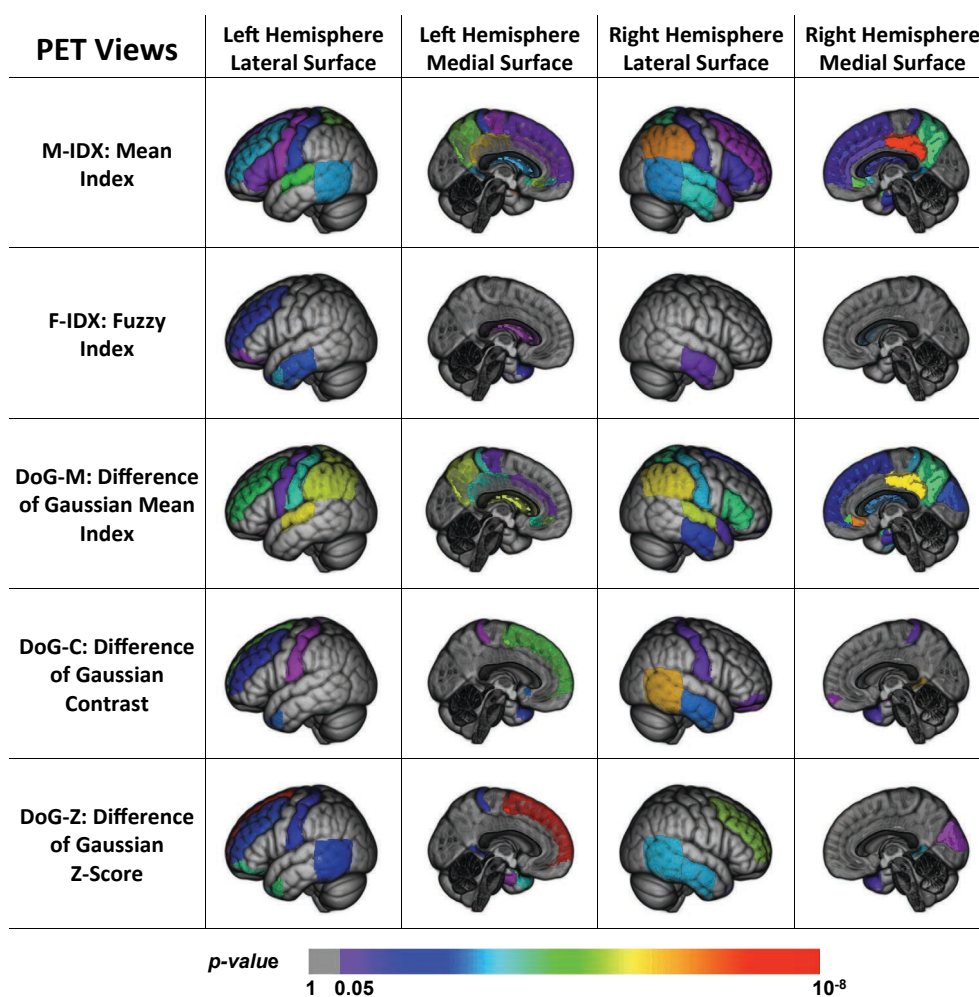 PET Views
Left Hemisphere
Lateral Surface
Left Hemisphere
Medial Surface
Right Hemisphere
Lateral Surface
Right Hemisphere
Medial Surface
M-IDX: Mean
Index
F-IDX: Fuzzy
Index
DoG-M: Difference
of Gaussian Mean
Index
DoG-C: Difference
of Gaussian
Contrast
DoG-Z: Difference
of Gaussian
Z-Score
p-value
1 0.05 10⁻⁸